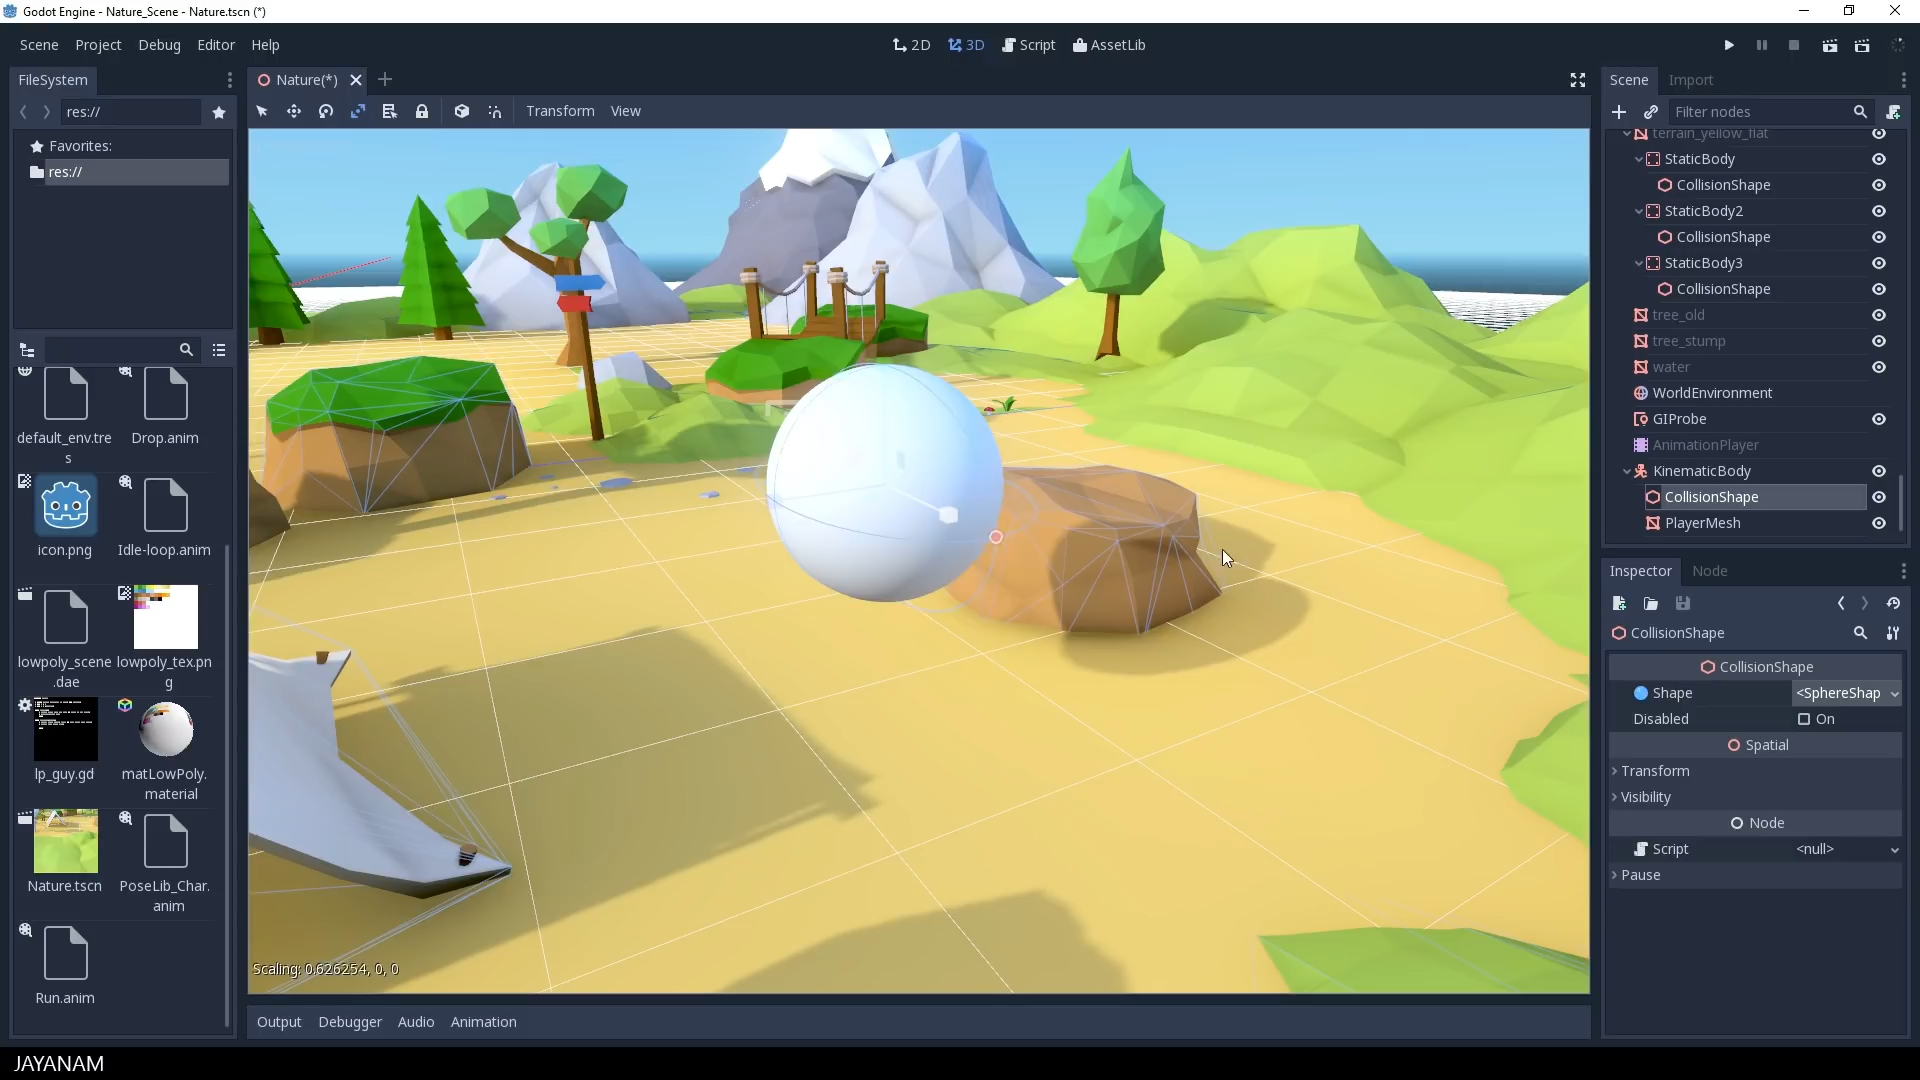 Godot Engine - Nature_Scene - Nature.tscn (*)
Scene Project Debug Editor Help
2D 3D Script AssetLib
FileSystem
Nature(*)
Scene Import
res://
Transform View
Filter nodes
Favorites:
res://
terrain_yellow_flat
StaticBody
CollisionShape
StaticBody2
CollisionShape
StaticBody3
CollisionShape
tree_old
tree_stump
water
WorldEnvironment
GIProbe
AnimationPlayer
KinematicBody
CollisionShape
PlayerMesh
default_env.tre
s
Drop.anim
icon.png
Idle-loop.anim
lowpoly_scene
.dae
lowpoly_tex.pn
g
lp_guy.gd
matLowPoly.
material
Nature.tscn
PoseLib_Char.
anim
Run.anim
Inspector Node
CollisionShape
CollisionShape
Shape <SphereShap
Disabled On
Spatial
Transform
Visibility
Node
Script <null>
Pause
Scaling: 0.626254, 0, 0
Output Debugger Audio Animation
JAYANAM